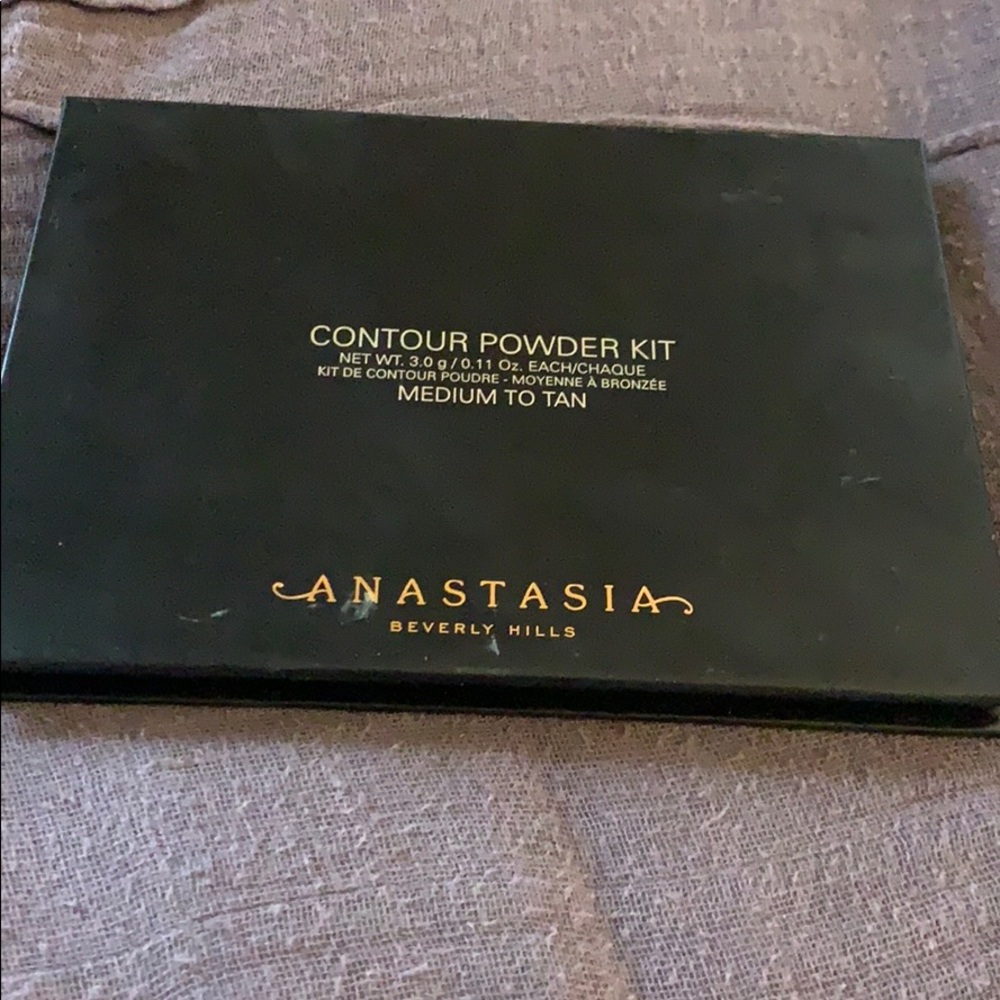 CONTOUR POWDER KIT
NET WT. 3.0 g / 0.11 Oz. EACH/CHAQUE
KIT DE CONTOUR POUDRE - MOYENNE À BRONZÉE
MEDIUM TO TAN
ANASTASIA
BEVERLY HILLS